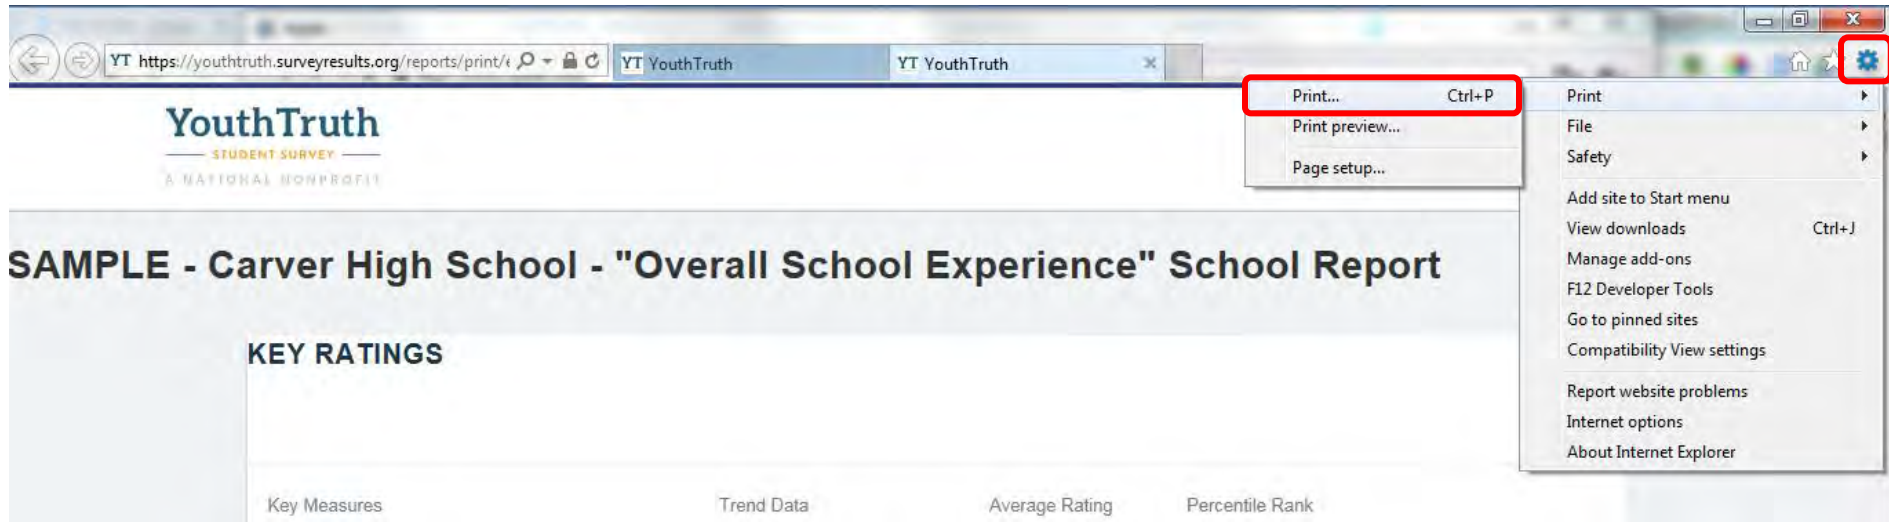 YT https://youthtruth.surveyresults.org/reports/print/
YT YouthTruth
YT YouthTruth
Print... Ctrl+P
Print preview...
Page setup...
Print
File
Safety
Add site to Start menu
View downloads Ctrl+J
Manage add-ons
F12 Developer Tools
Go to pinned sites
Compatibility View settings
Report website problems
Internet options
About Internet Explorer
YouthTruth
STUDENT SURVEY
A NATIONAL NONPROFIT
SAMPLE - Carver High School - "Overall School Experience" School Report
KEY RATINGS
Key Measures Trend Data Average Rating Percentile Rank